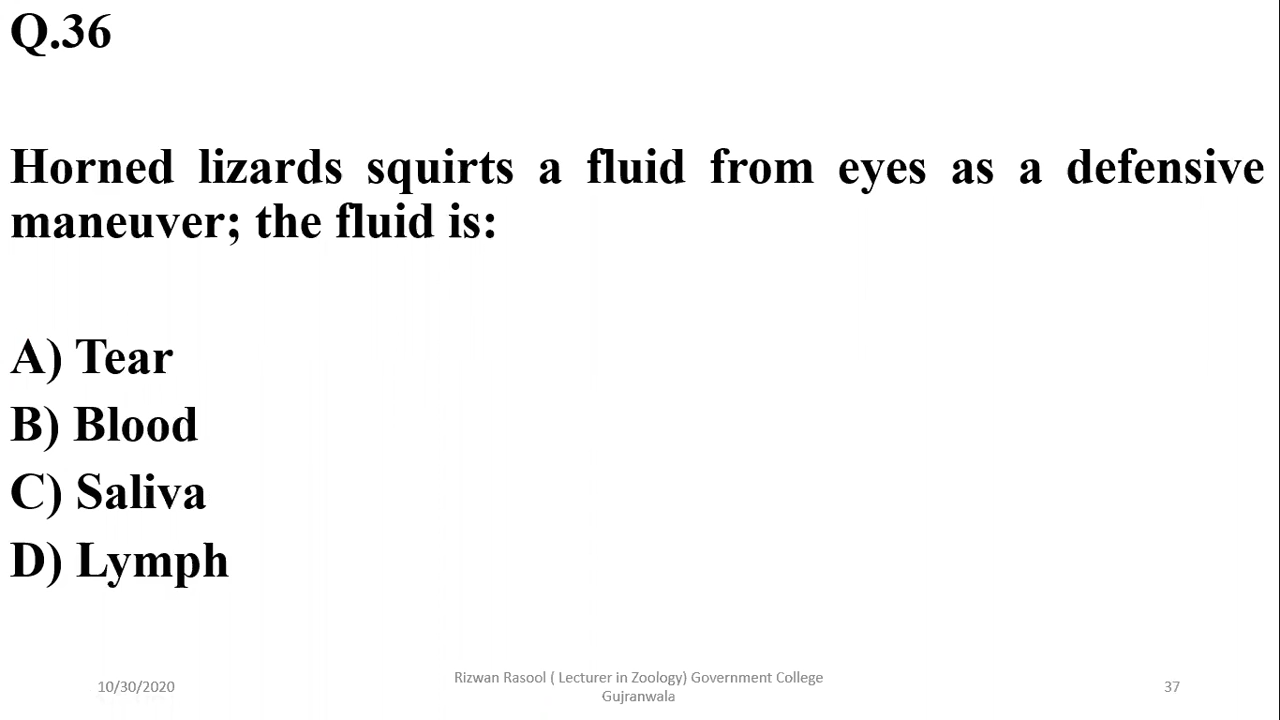 Q.36
Horned lizards squirts a fluid from eyes as a defensive
maneuver; the fluid is:
A) Tear
B) Blood
C) Saliva
D) Lymph
10/30/2020
Rizwan Rasool ( Lecturer in Zoology) Government College
Gujranwala
37